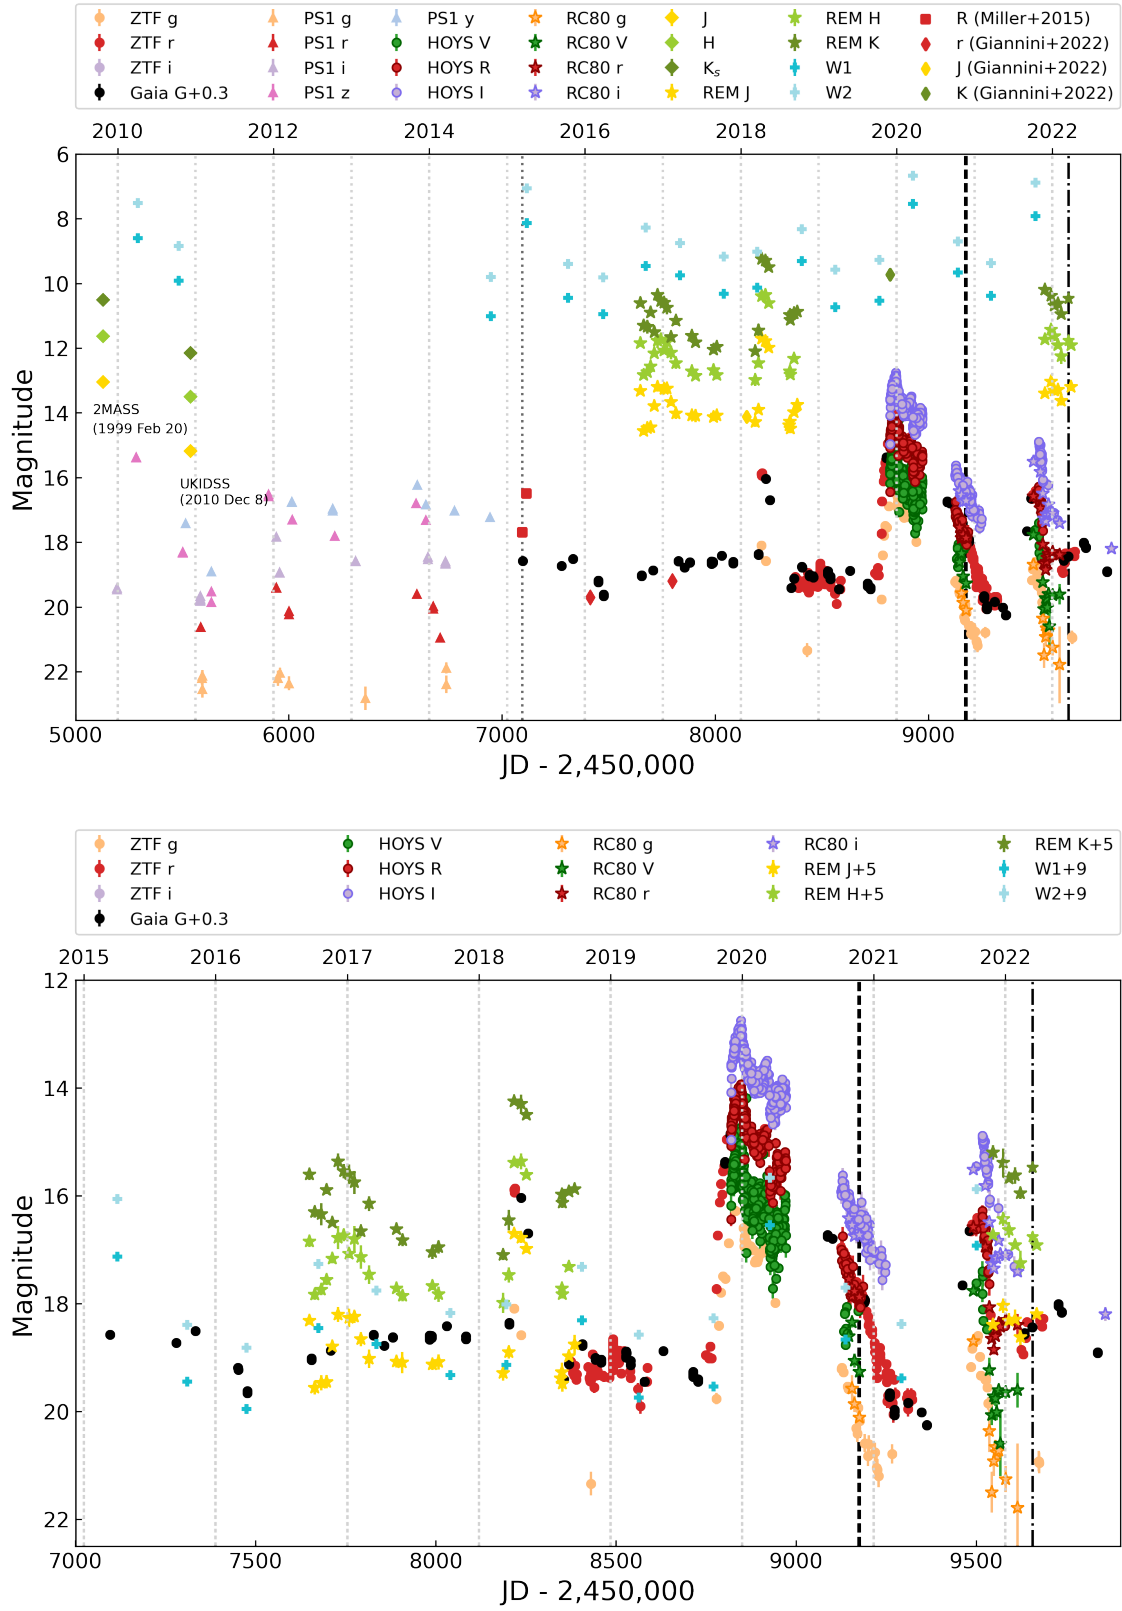 ZTF g PS1 g PS1 y RC80 g J REM H R (Miller+2015)
ZTF r PS1 r HOYS V RC80 V H REM K r (Giannini+2022)
ZTF i PS1 i HOYS R RC80 r Ks W1 J (Giannini+2022)
Gaia G+0.3 PS1 z HOYS I RC80 i REM J W2 K (Giannini+2022)
2010 2012 2014 2016 2018 2020 2022
6
8
10
12
14
16
18
20
22
Magnitude
2MASS
(1999 Feb 20)
UKIDSS
(2010 Dec 8)
5000 6000 7000 8000 9000
JD - 2,450,000
ZTF g HOYS V RC80 g RC80 i REM K+5
ZTF r HOYS R RC80 V REM J+5 W1+9
ZTF i HOYS I RC80 r REM H+5 W2+9
Gaia G+0.3
2015 2016 2017 2018 2019 2020 2021 2022
12
14
16
18
20
22
Magnitude
7000 7500 8000 8500 9000 9500
JD - 2,450,000